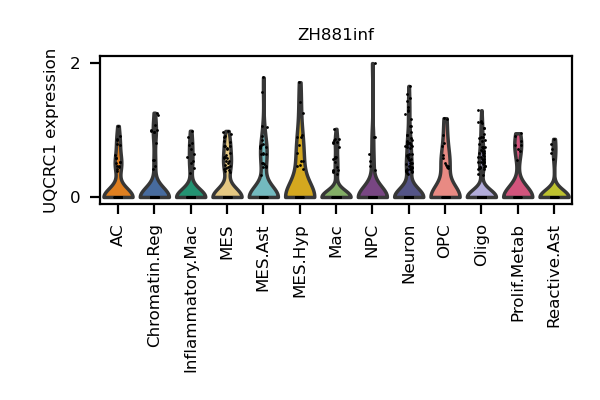 ZH881inf
UQCRC1 expression
2
0
AC
Chromatin.Reg
Inflammatory.Mac
MES
MES.Ast
MES.Hyp
Mac
NPC
Neuron
OPC
Oligo
Prolif.Metab
Reactive.Ast